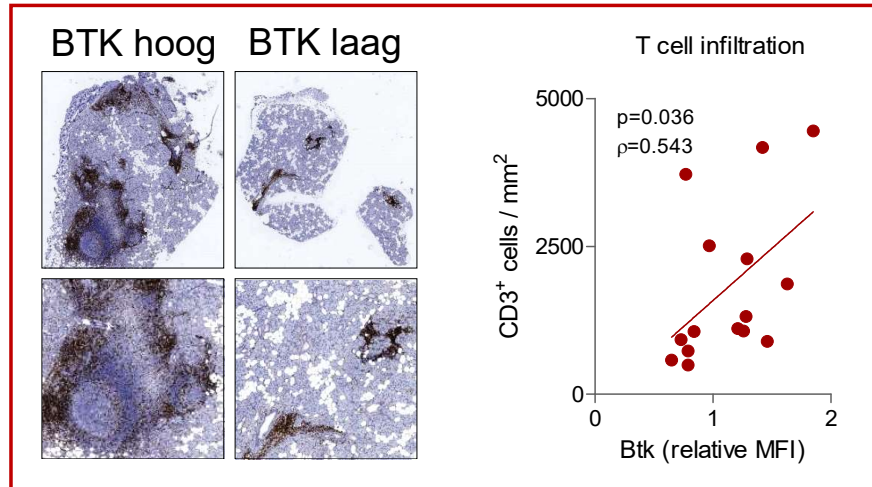 BTK hoog
BTK laag
T cell infiltration
p=0.036
ρ=0.543
5000
2500
0
CD3+ cells / mm2
0
1
2
Btk (relative MFI)